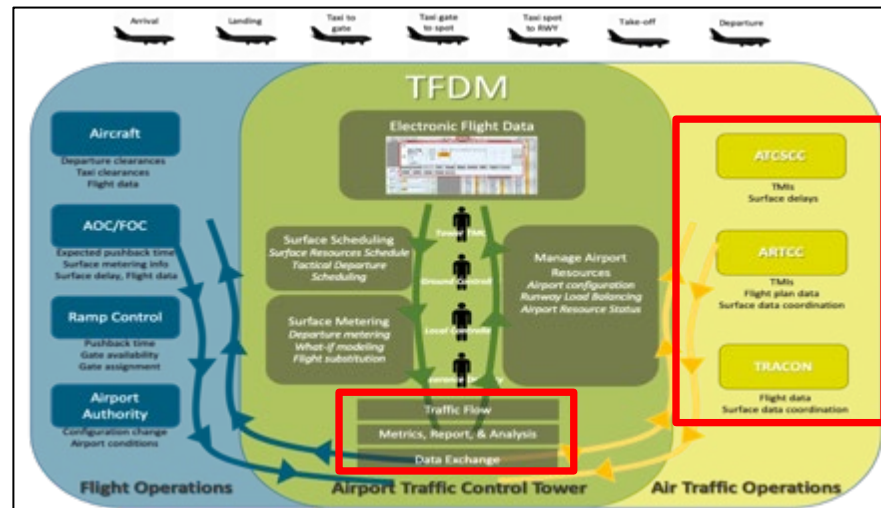 Arrival
Landing
Taxi to
gate
Taxi gate
to spot
Taxi spot
to RWY
Take-off
Departure
TFDM
Aircraft
Departure clearances
Taxi clearances
Flight data
AOC/FOC
Expected pushback time
Surface metering info
Surface delay, Flight data
Ramp Control
Pushback time
Gate availability
Gate assignment
Airport
Authority
Configuration change
Airport conditions
Flight Operations
Electronic Flight Data
Surface Scheduling
Surface Resources Schedule
Tactical Departure
Scheduling
Surface Metering
Departure metering
What-if modeling
Flight substitution
Tower TMC
Ground
Local
Manage Airport
Resources
Airport configuration
Runway Load Balancing
Airport Resource Status
Traffic Flow
Metrics, Report, & Analysis
Data Exchange
Airport Traffic Control Tower
ATCSCC
TMIs
Surface delays
ARTCC
TMIs
Flight plan data
Surface data coordination
TRACON
Flight data
Surface data coordination
Air Traffic Operations